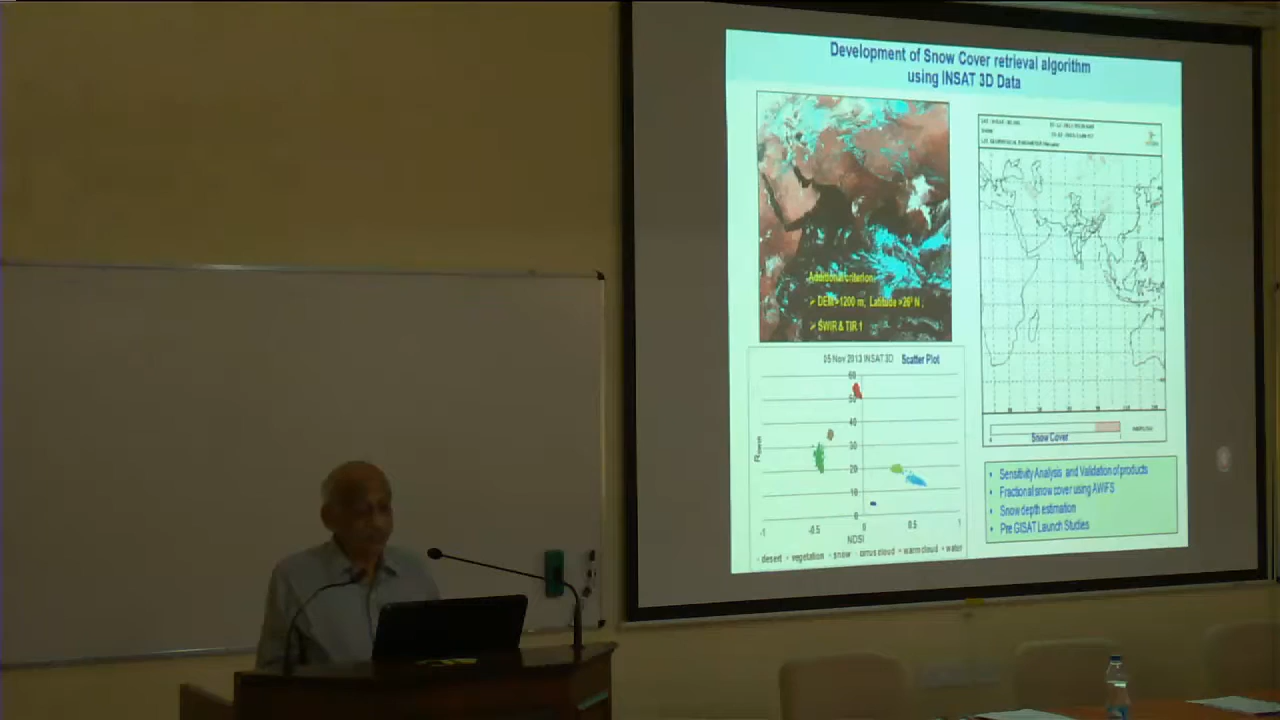 Development of Snow Cover retrieval algorithm
using INSAT 3D Data
Additional criterion:
➢ DEM >1200 m, Latitude >26⁰ N,
➢ SWIR & TIR 1
Snow Cover
05 Nov 2013 INSAT 3D Scatter Plot
60
50
40
30
20
10
0
-1 -0.5 0 0.5 1
NDSI
desert vegetation snow cirrus cloud warm cloud water
• Sensitivity Analysis and Validation of products
• Fractional snow cover using AWiFS
• Snow depth estimation
• Pre GISAT Launch Studies